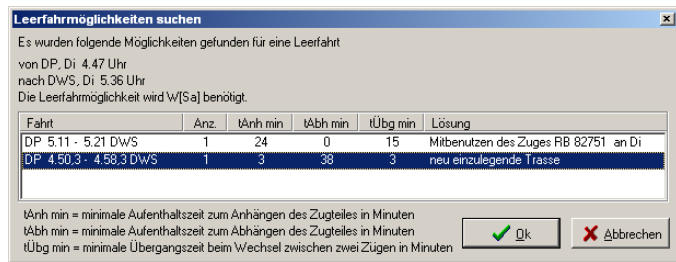 Leerfahrmöglichkeiten suchen
Es wurden folgende Möglichkeiten gefunden für eine Leerfahrt
von DP, Di 4.47 Uhr
nach DWS, Di 5.36 Uhr
Die Leerfahrmöglichkeit wird W[Sa] benötigt.
Fahrt Anz. tAnh min tAbh min tÜbg min Lösung
DP 5.11 - 5.21 DWS 1 24 0 15 Mitbenutzen des Zuges RB 82751 an Di
DP 4.50,3 - 4.58,3 DWS 1 3 38 3 neu einzulegende Trasse
tAnh min = minimale Aufenthaltszeit zum Anhängen des Zugteiles in Minuten
tAbh min = minimale Aufenthaltszeit zum Abhängen des Zugteiles in Minuten
tÜbg min = minimale Übergangszeit beim Wechsel zwischen zwei Zügen in Minuten
Ok
Abbrechen